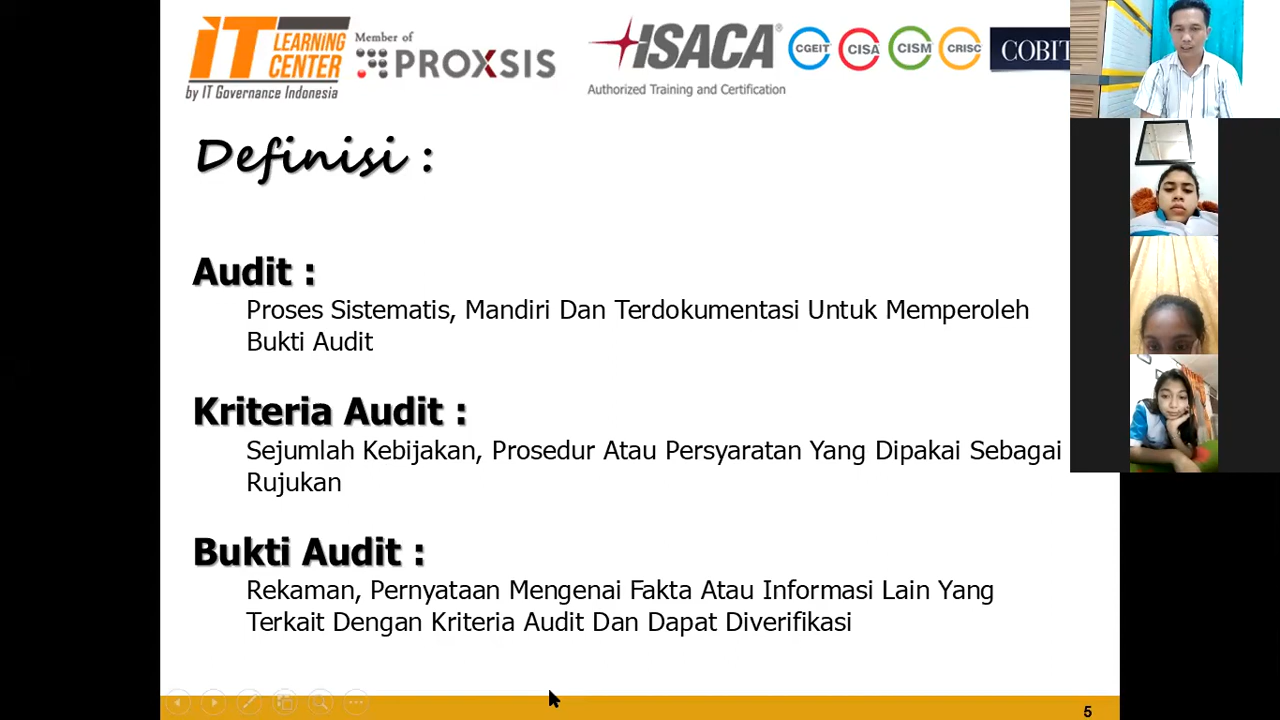 iT LEARNING CENTER
by IT Governance Indonesia
Member of
PROXSIS
ISACA®
Authorized Training and Certification
CGEIT CISA CISM CRISC COBIT
Definisi :
Audit :
Proses Sistematis, Mandiri Dan Terdokumentasi Untuk Memperoleh
Bukti Audit
Kriteria Audit :
Sejumlah Kebijakan, Prosedur Atau Persyaratan Yang Dipakai Sebagai
Rujukan
Bukti Audit :
Rekaman, Pernyataan Mengenai Fakta Atau Informasi Lain Yang
Terkait Dengan Kriteria Audit Dan Dapat Diverifikasi
5